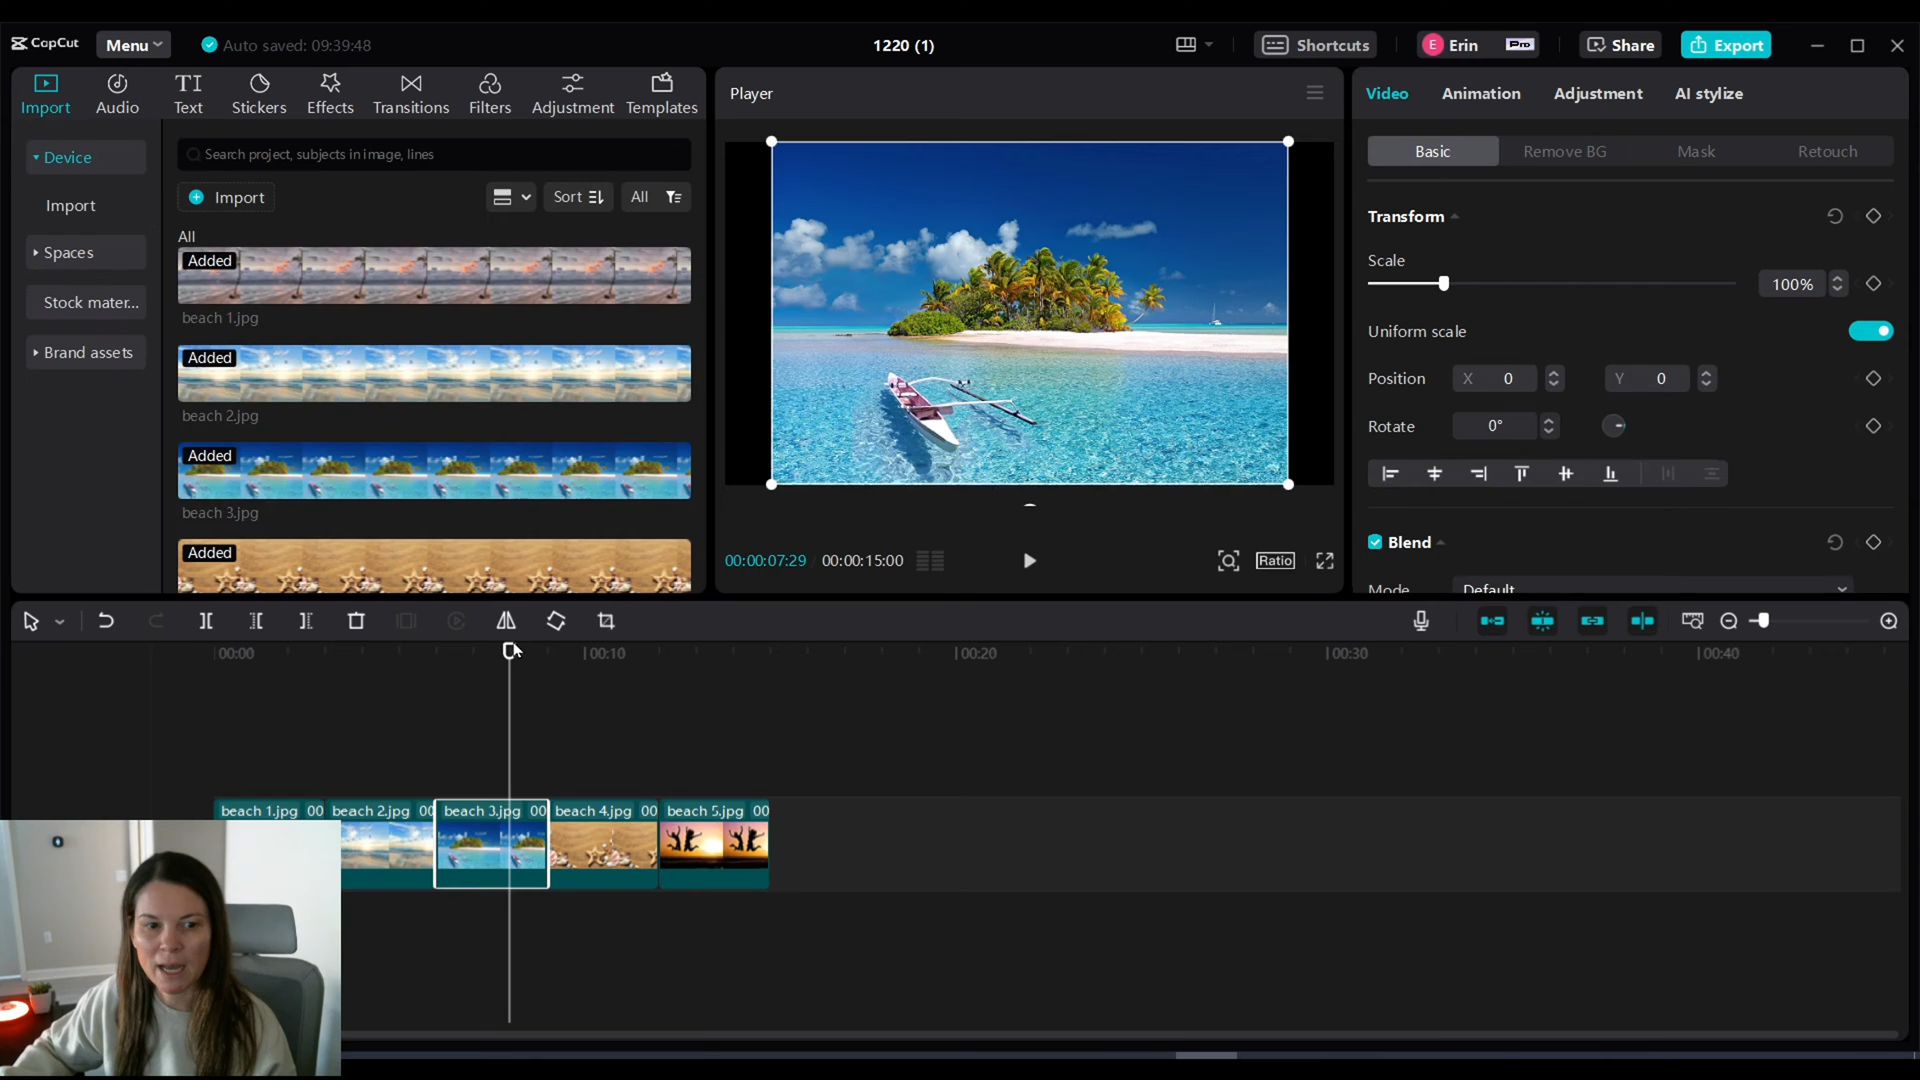 CapCut Menu Auto saved: 09:39:48 1220 (1) Shortcuts E Erin Pro Share Export
Import Audio Text Stickers Effects Transitions Filters Adjustment Templates
Device
Import
Spaces
Stock mater...
Brand assets
Search project, subjects in image, lines
Import Sort All
All
Added
beach 1.jpg
Added
beach 2.jpg
Added
beach 3.jpg
Added
Player
00:00:07:29 00:00:15:00 Ratio
Video Animation Adjustment AI stylize
Basic Remove BG Mask Retouch
Transform
Scale
100%
Uniform scale
Position X 0 Y 0
Rotate 0°
Blend
Mode Default
00:00 00:10 00:20 00:30 00:40
beach 1.jpg 00 beach 2.jpg 00 beach 3.jpg 00 beach 4.jpg 00 beach 5.jpg 00